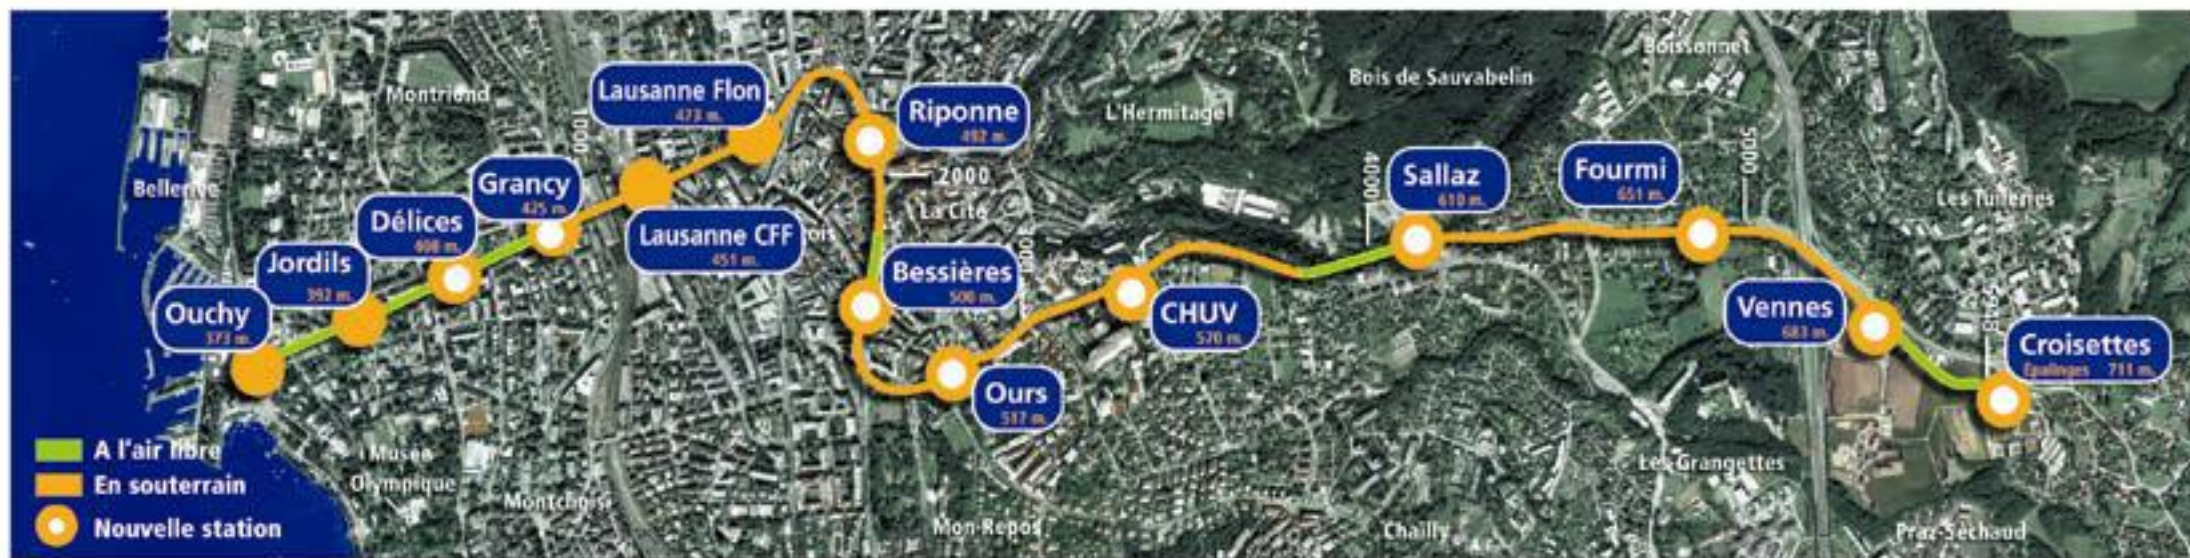 Ouchy
373 m.
Jordils
392 m.
Délices
408 m.
Grancy
425 m.
Lausanne CFF
451 m.
Lausanne Flon
473 m.
Riponne
492 m.
Bessières
500 m.
Ours
517 m.
CHUV
570 m.
Sallaz
610 m.
Fourmi
651 m.
Vennes
683 m.
Croisettes
Epalinges 711 m.
Bellerive
Montriond
1000
2000
La Cité
3000
L'Hermitage
Bois de Sauvabelin
4000
Boissonnet
5000
Les Tuileries
Musée
Olympique
Montchoisi
Mon-Repos
Chailly
Les Grangettes
Praz-Séchaud
A l'air libre
En souterrain
Nouvelle station